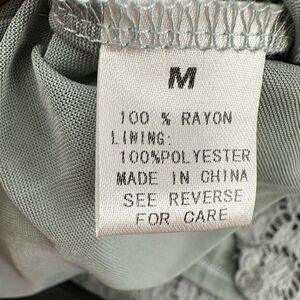 M
100 % RAYON
LINING:
100%POLYESTER
MADE IN CHINA
SEE REVERSE
FOR CARE